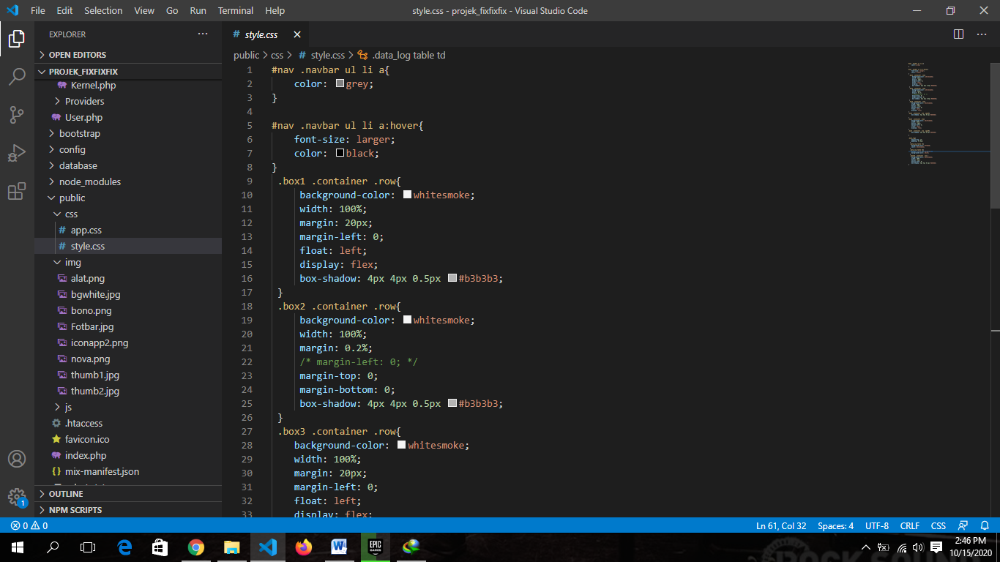 File Edit Selection View Go Run Terminal Help
style.css - projek_fixfixfix - Visual Studio Code
EXPLORER
OPEN EDITORS
PROJEK_FIXFIXFIX
Kernel.php
Providers
User.php
bootstrap
config
database
node_modules
public
css
# app.css
# style.css
img
alat.png
bgwhite.jpg
bono.png
Fotbar.jpg
iconapp2.png
nova.png
thumb1.jpg
thumb2.jpg
js
.htaccess
favicon.ico
index.php
{} mix-manifest.json
OUTLINE
NPM SCRIPTS
# style.css
public > css > # style.css > .data_log table td
1 #nav .navbar ul li a{
2     color: grey;
3 }
4
5 #nav .navbar ul li a:hover{
6     font-size: larger;
7     color: black;
8 }
9  .box1 .container .row{
10      background-color: whitesmoke;
11      width: 100%;
12      margin: 20px;
13      margin-left: 0;
14      float: left;
15      display: flex;
16      box-shadow: 4px 4px 0.5px #b3b3b3;
17  }
18  .box2 .container .row{
19      background-color: whitesmoke;
20      width: 100%;
21      margin: 0.2%;
22      /* margin-left: 0; */
23      margin-top: 0;
24      margin-bottom: 0;
25      box-shadow: 4px 4px 0.5px #b3b3b3;
26  }
27  .box3 .container .row{
28     background-color: whitesmoke;
29     width: 100%;
30     margin: 20px;
31     margin-left: 0;
32     float: left;
33     display: flex;
1
0 0
Ln 61, Col 32 Spaces: 4 UTF-8 CRLF CSS
W
EPIC
GAMES
2:46 PM
10/15/2020